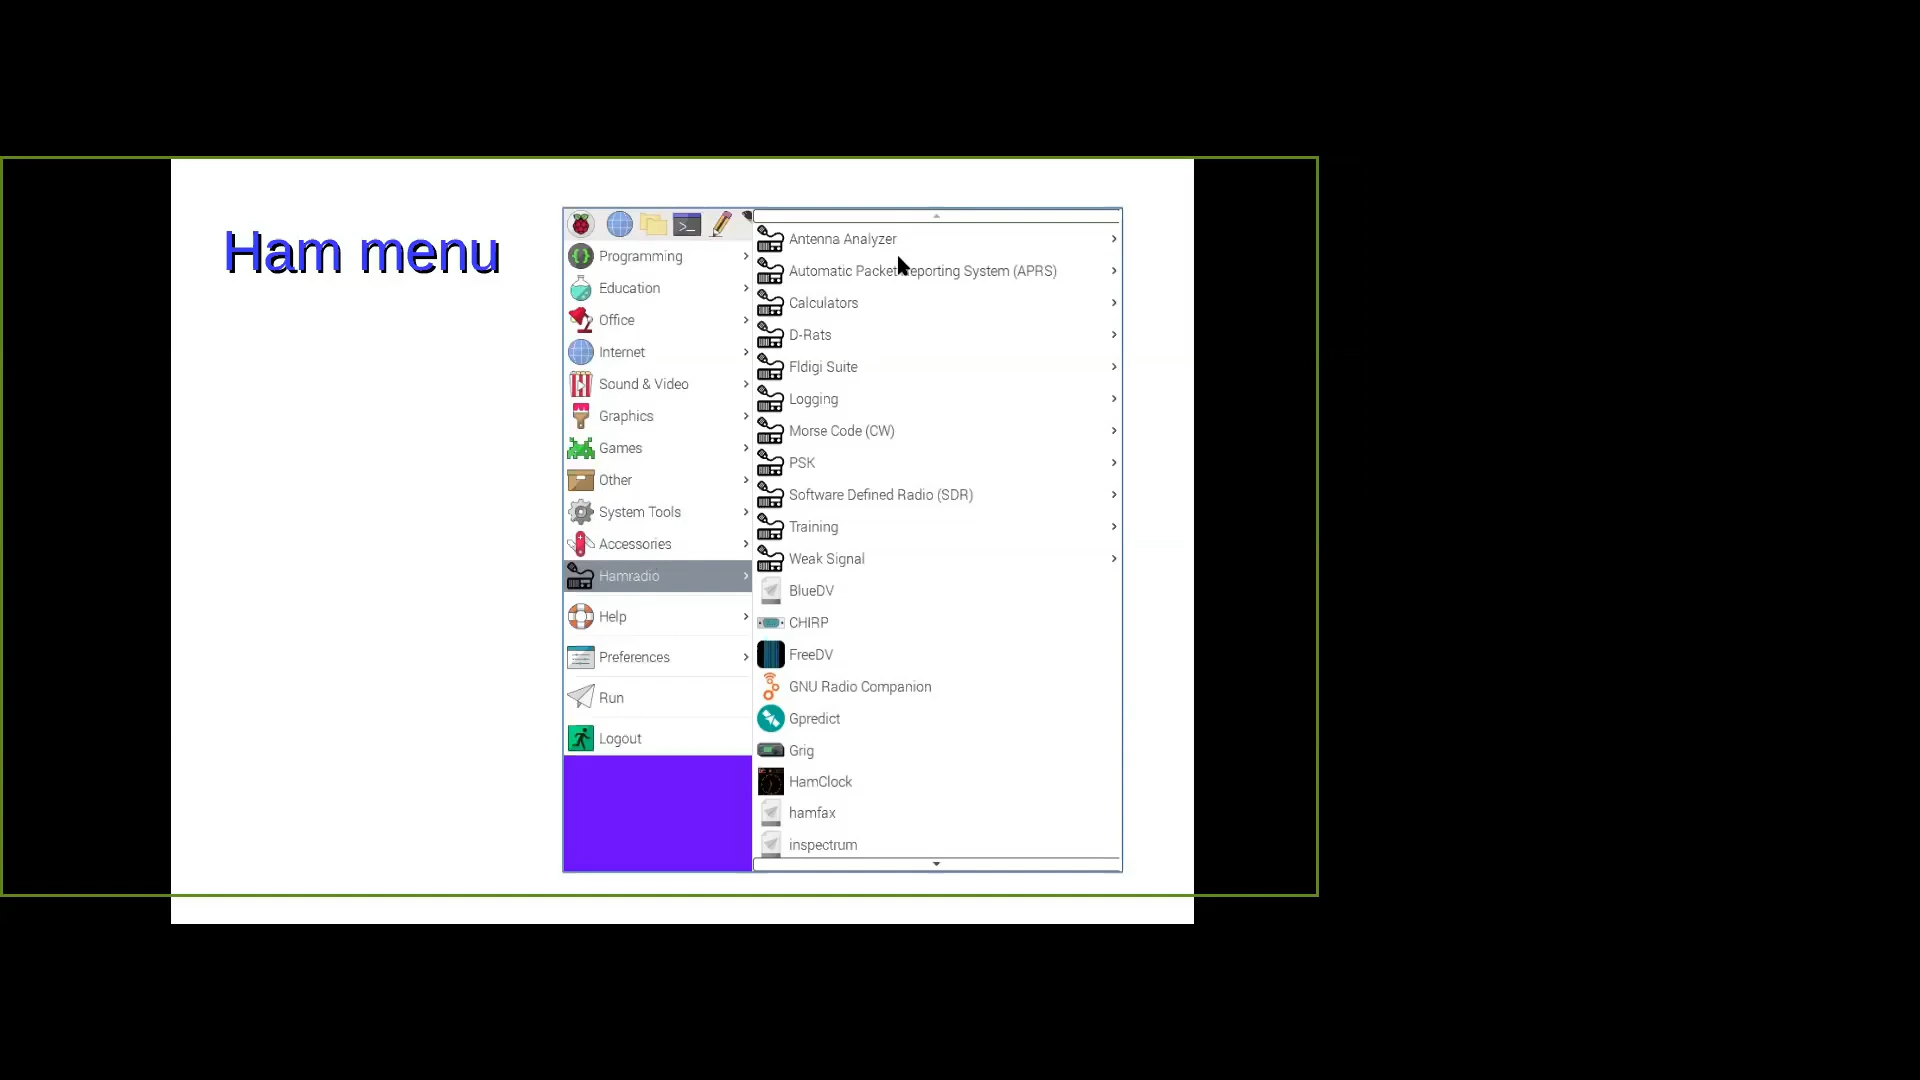 Ham menu
Programming
Education
Office
Internet
Sound & Video
Graphics
Games
Other
System Tools
Accessories
Hamradio
Help
Preferences
Run
Logout
Antenna Analyzer
Automatic Packet eporting System (APRS)
Calculators
D-Rats
Fldigi Suite
Logging
Morse Code (CW)
PSK
Software Defined Radio (SDR)
Training
Weak Signal
BlueDV
CHIRP
FreeDV
GNU Radio Companion
Gpredict
Grig
HamClock
hamfax
inspectrum